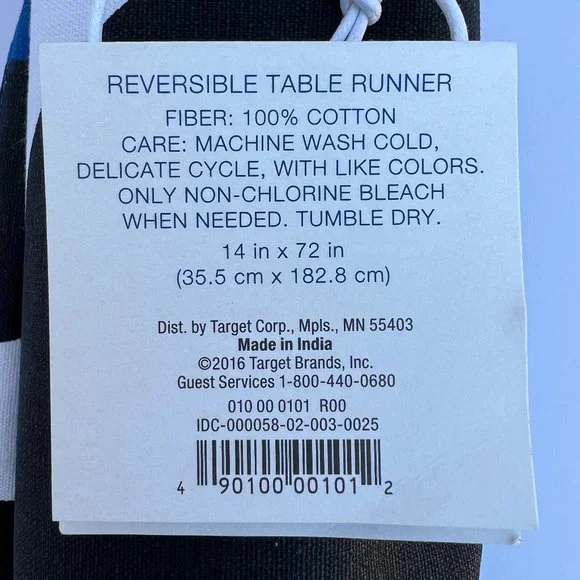 REVERSIBLE TABLE RUNNER
FIBER: 100% COTTON
CARE: MACHINE WASH COLD,
DELICATE CYCLE, WITH LIKE COLORS.
ONLY NON-CHLORINE BLEACH
WHEN NEEDED. TUMBLE DRY.
14 in x 72 in
(35.5 cm x 182.8 cm)
Dist. by Target Corp., Mpls., MN 55403
Made in India
©2016 Target Brands, Inc.
Guest Services 1-800-440-0680
010 00 0101 R00
IDC-000058-02-003-0025
4 90100 00101 2